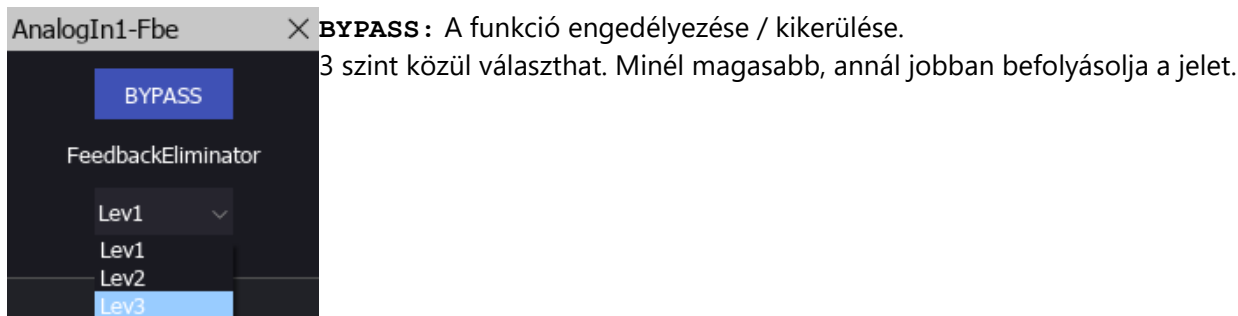 AnalogIn1-Fbe
BYPASS
FeedbackEliminator
Lev1
Lev1
Lev2
Lev3
BYPASS: A funkció engedélyezése / kikerülése.
3 szint közül választhat. Minél magasabb, annál jobban befolyásolja a jelet.